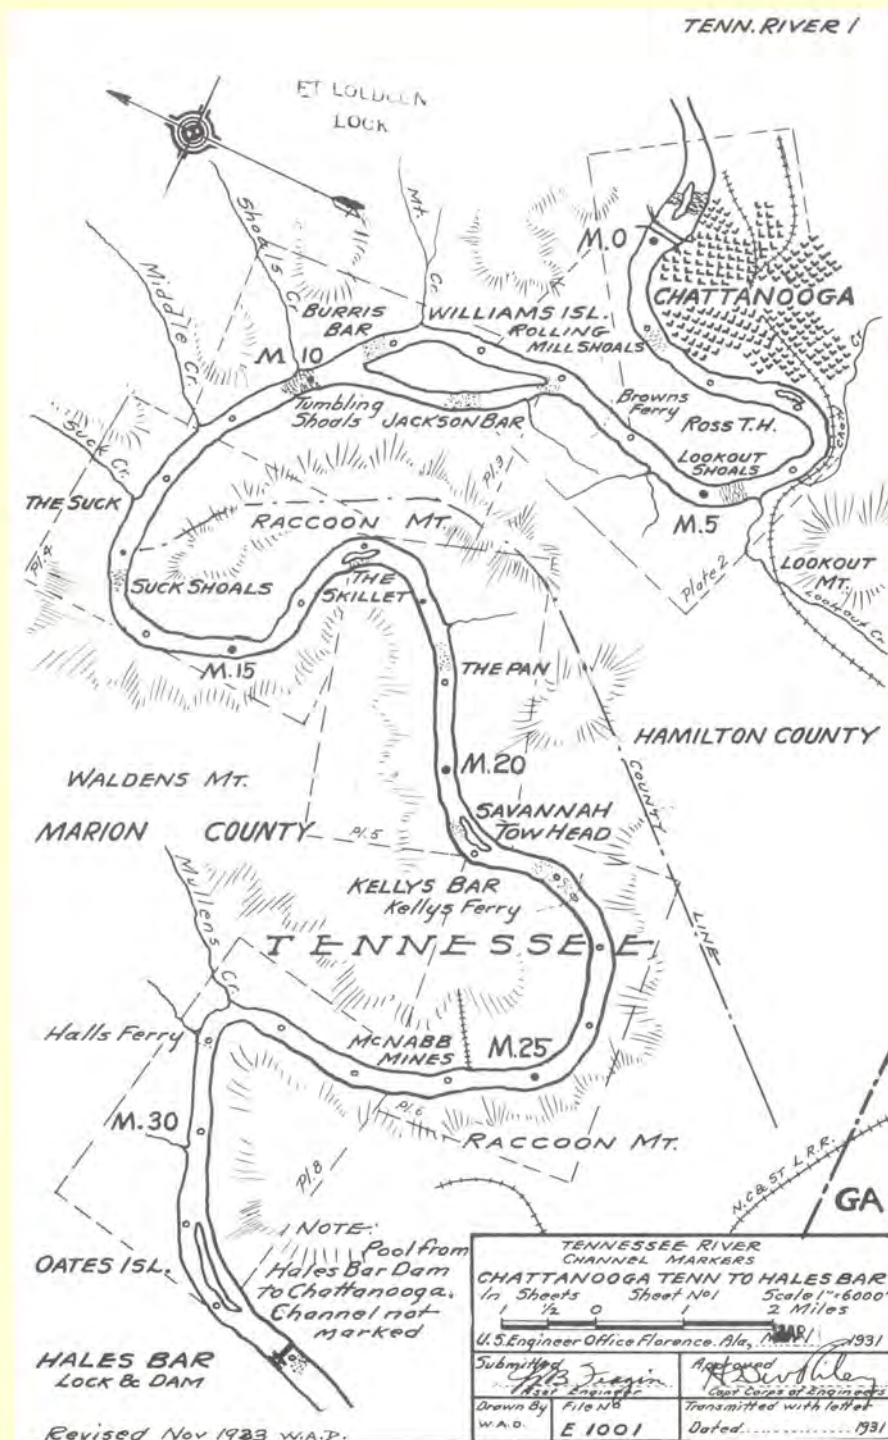 TENN. RIVER 1
LOCK
Mt.
Cr.
Shoals
Cr.
Middle Cr.
M.0
CHATTANOOGA
BURRIS
BAR
WILLIAMS ISL.
ROLLING
MILL SHOALS
M 10
Tumbling
Shoals
JACKSON BAR
Browns
Ferry
ROSS T.H.
LOOKOUT
SHOALS
Cr.
Suck Cr.
THE SUCK
Pl.3
M.5
RACCOON MT.
Pl.4
Plate 2
LOOKOUT
MT.
Lookout Cr.
SUCK SHOALS
THE
SKILLET
M.15
THE PAN
HAMILTON COUNTY
M.20
WALDENS MT.
COUNTY
LINE
SAVANNAH
TOW HEAD
MARION COUNTY
Pl.5
KELLYS BAR
Kellys Ferry
Mullens
Cr.
TENNESSEE
Halls Ferry
McNABB
MINES
M.25
M.30
Pl.6
RACCOON MT.
Pl.8
N.C & ST L R.R.
GA
OATES ISL.
NOTE:
Pool from
Hales Bar Dam
to Chattanooga.
Channel not
marked
HALES BAR
LOCK & DAM
TENNESSEE RIVER
CHANNEL MARKERS
CHATTANOOGA TENN TO HALES BAR
In Sheets Sheet No 1 Scale 1"=6000'
1 ½ 0 1 2 Miles
U.S. Engineer Office Florence. Ala, 1931
Submitted
Asst Engineer
Approved
Capt Corps of Engineers
Drawn By
W.A.D.
File No
E 1001
Transmitted with letter
Dated 1931
Revised Nov 1933 W.A.D.